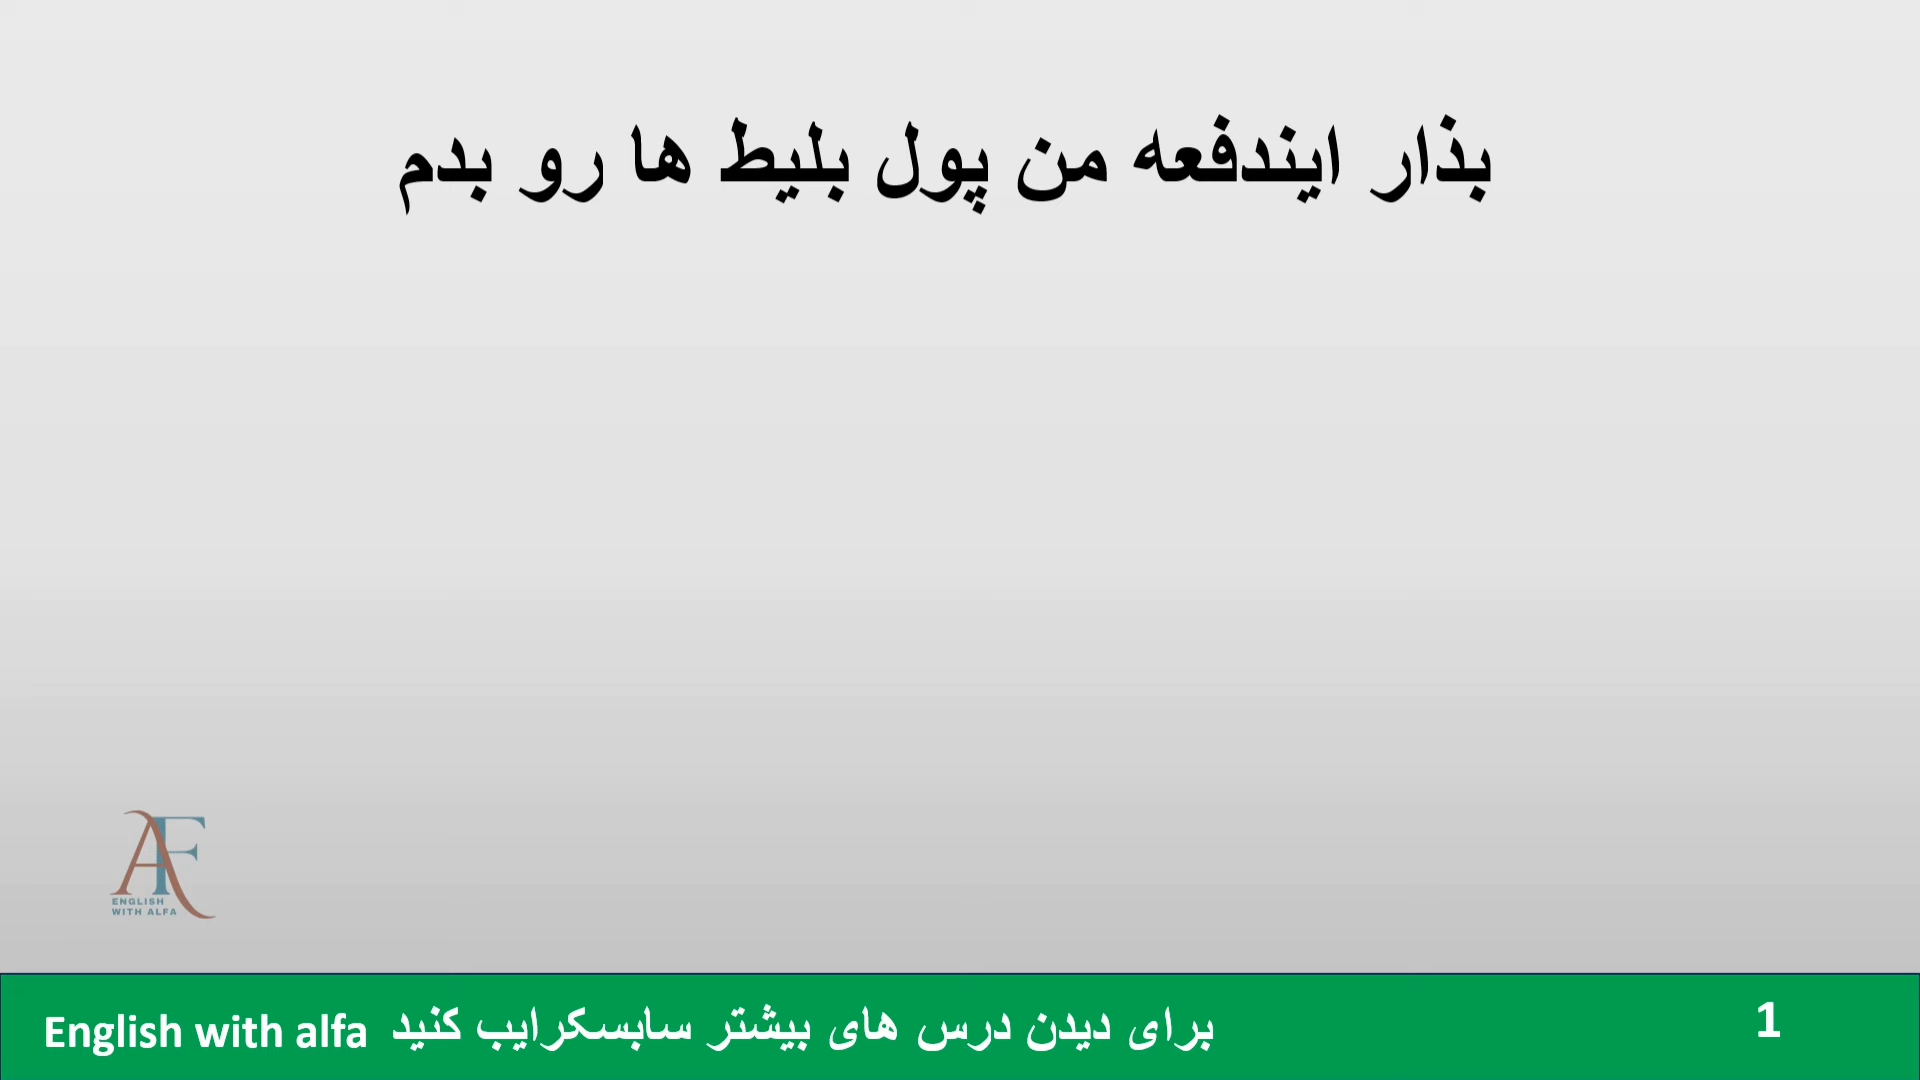 بذار ایندفعه من پول بلیط ها رو بدم
AF
ENGLISH
WITH ALFA
English with alfa برای دیدن درس های بیشتر سابسکرایب کنید
1